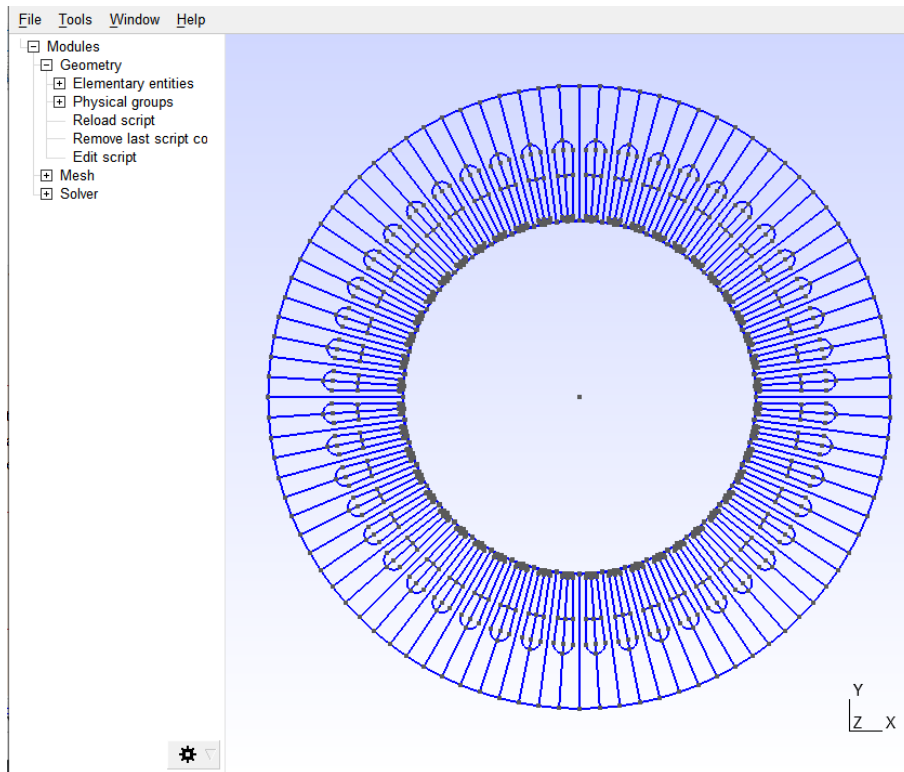 File Tools Window Help
Modules
Geometry
Elementary entities
Physical groups
Reload script
Remove last script co
Edit script
Mesh
Solver
Y
Z X